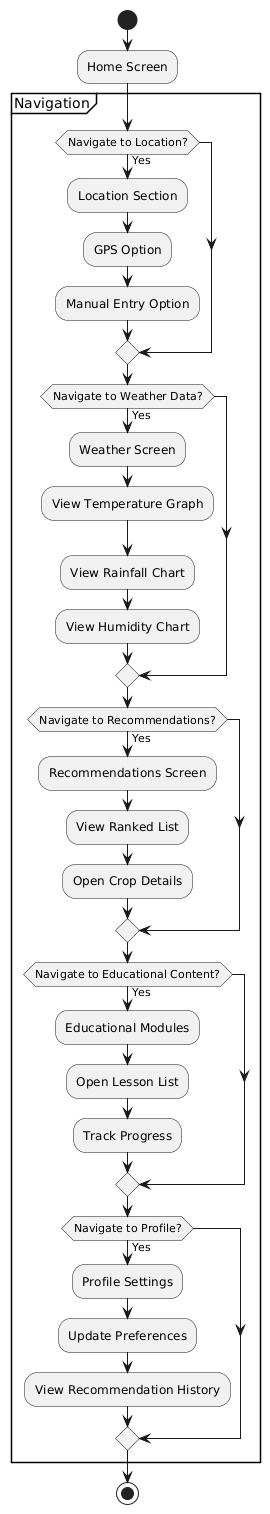 Home Screen
Navigation
Navigate to Location?
Yes
Location Section
GPS Option
Manual Entry Option
Navigate to Weather Data?
Yes
Weather Screen
View Temperature Graph
View Rainfall Chart
View Humidity Chart
Navigate to Recommendations?
Yes
Recommendations Screen
View Ranked List
Open Crop Details
Navigate to Educational Content?
Yes
Educational Modules
Open Lesson List
Track Progress
Navigate to Profile?
Yes
Profile Settings
Update Preferences
View Recommendation History